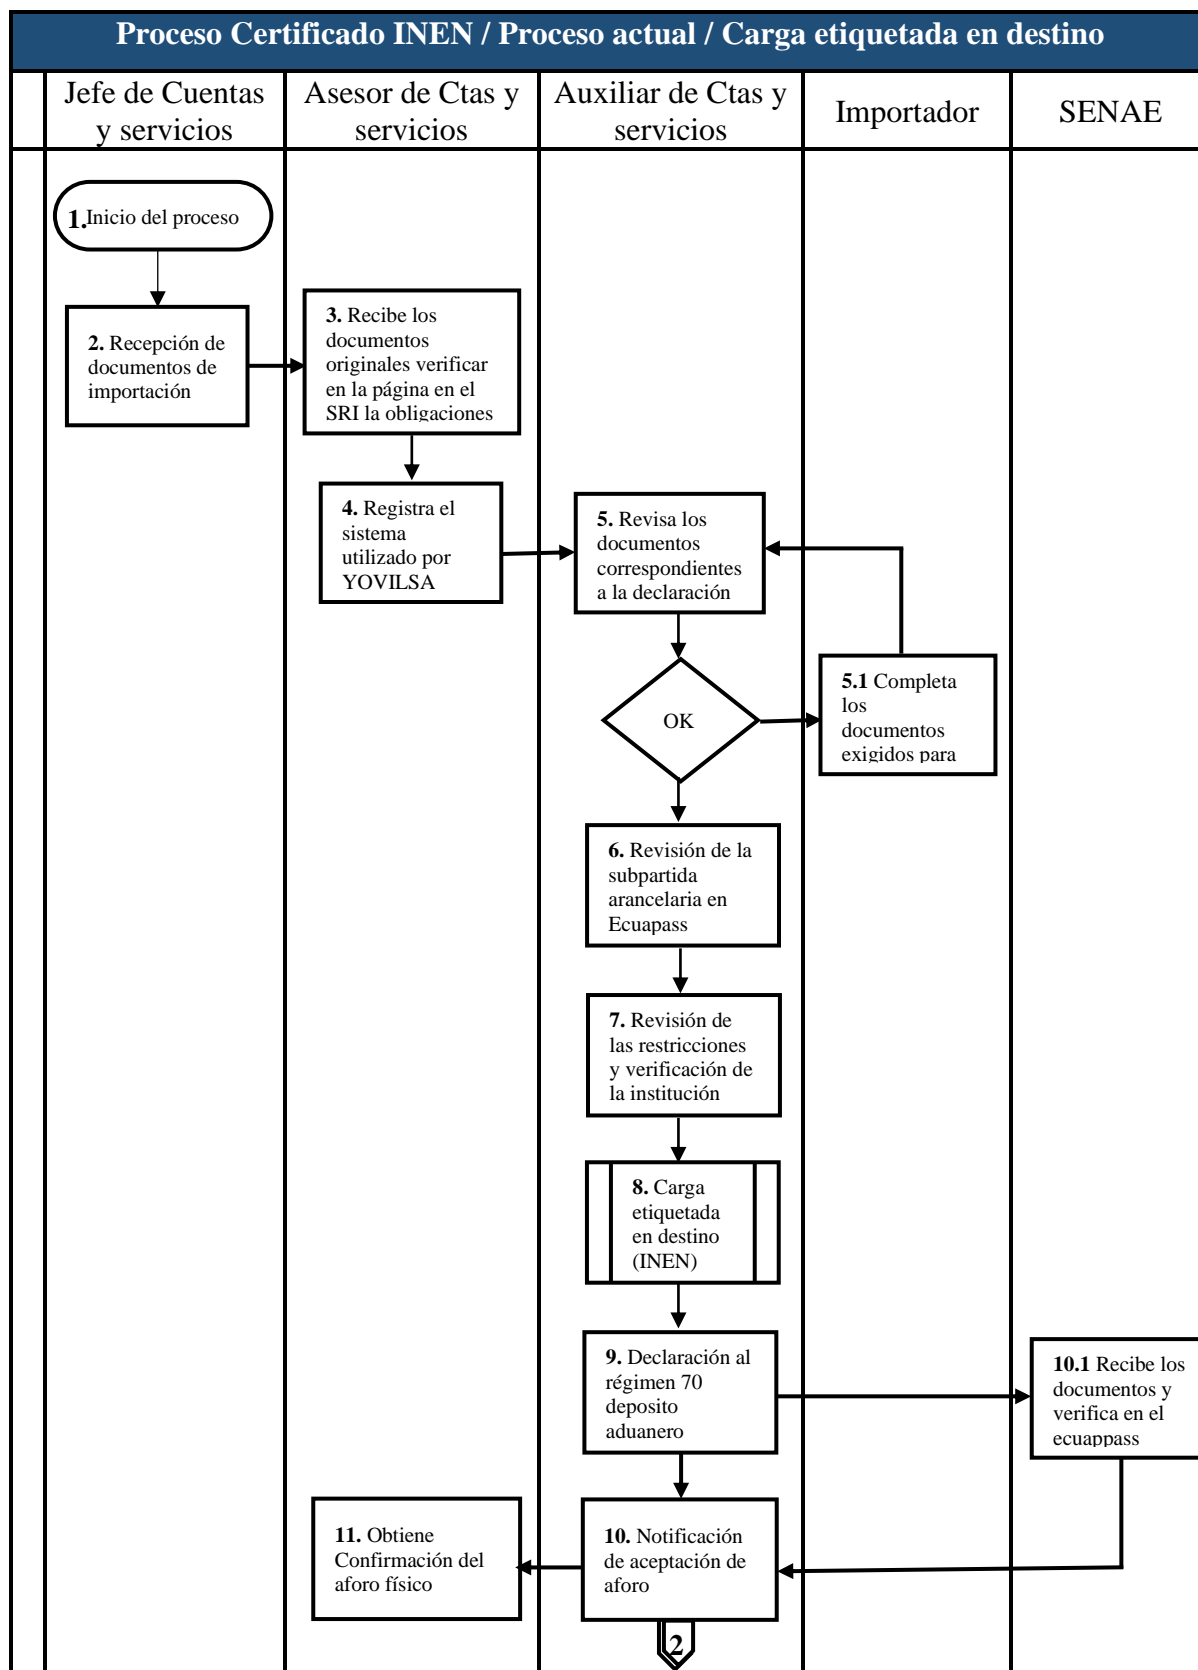 Proceso Certificado INEN / Proceso actual / Carga etiquetada en destino
Jefe de Cuentas
y servicios
Asesor de Ctas y
servicios
Auxiliar de Ctas y
servicios
Importador
SENAE
1.Inicio del proceso
2. Recepción de
documentos de
importación
3. Recibe los
documentos
originales verificar
en la página en el
SRI la obligaciones
4. Registra el
sistema
utilizado por
YOVILSA
5. Revisa los
documentos
correspondientes
a la declaración
OK
5.1 Completa
los
documentos
exigidos para
6. Revisión de la
subpartida
arancelaria en
Ecuapass
7. Revisión de
las restricciones
y verificación de
la institución
8. Carga
etiquetada
en destino
(INEN)
9. Declaración al
régimen 70
deposito
aduanero
10.1 Recibe los
documentos y
verifica en el
ecuappass
11. Obtiene
Confirmación del
aforo físico
10. Notificación
de aceptación de
aforo
2